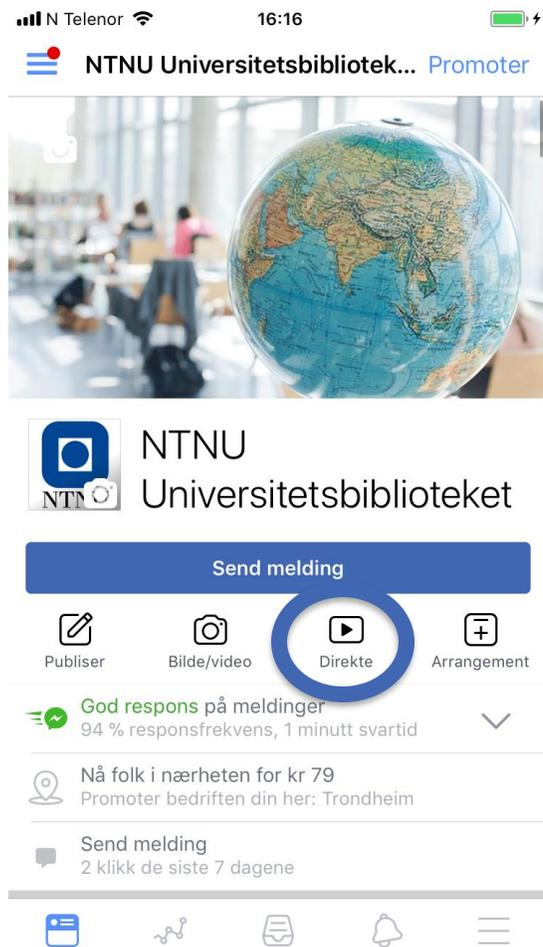 N Telenor 16:16
NTNU Universitetsbibliotek... Promoter
NTNU
NTNU
Universitetsbiblioteket
Send melding
Publiser Bilde/video Direkte Arrangement
God respons på meldinger
94 % responsfrekvens, 1 minutt svartid
Nå folk i nærheten for kr 79
Promoter bedriften din her: Trondheim
Send melding
2 klikk de siste 7 dagene